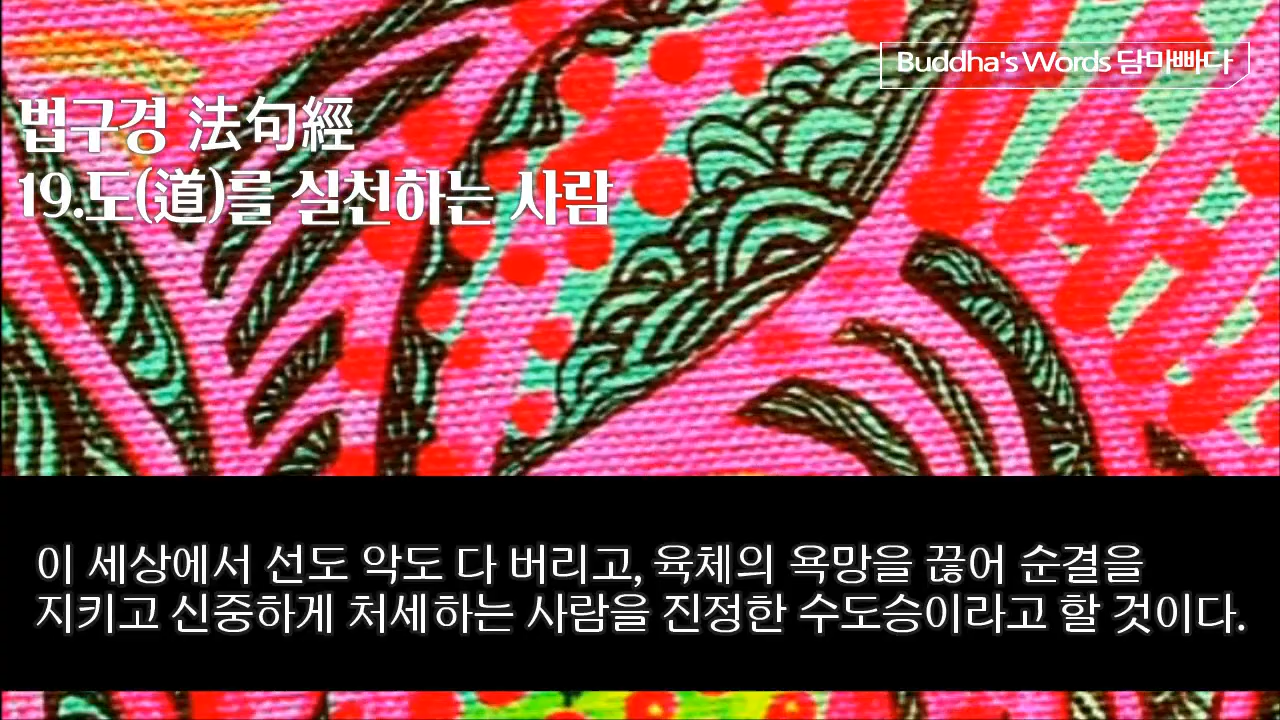 Buddha's Words 담마빠다
법구경 法句經
19.도(道)를 실천하는 사람
이 세상에서 선도 악도 다 버리고, 육체의 욕망을 끊어 순결을
지키고 신중하게 처세하는 사람을 진정한 수도승이라고 할 것이다.